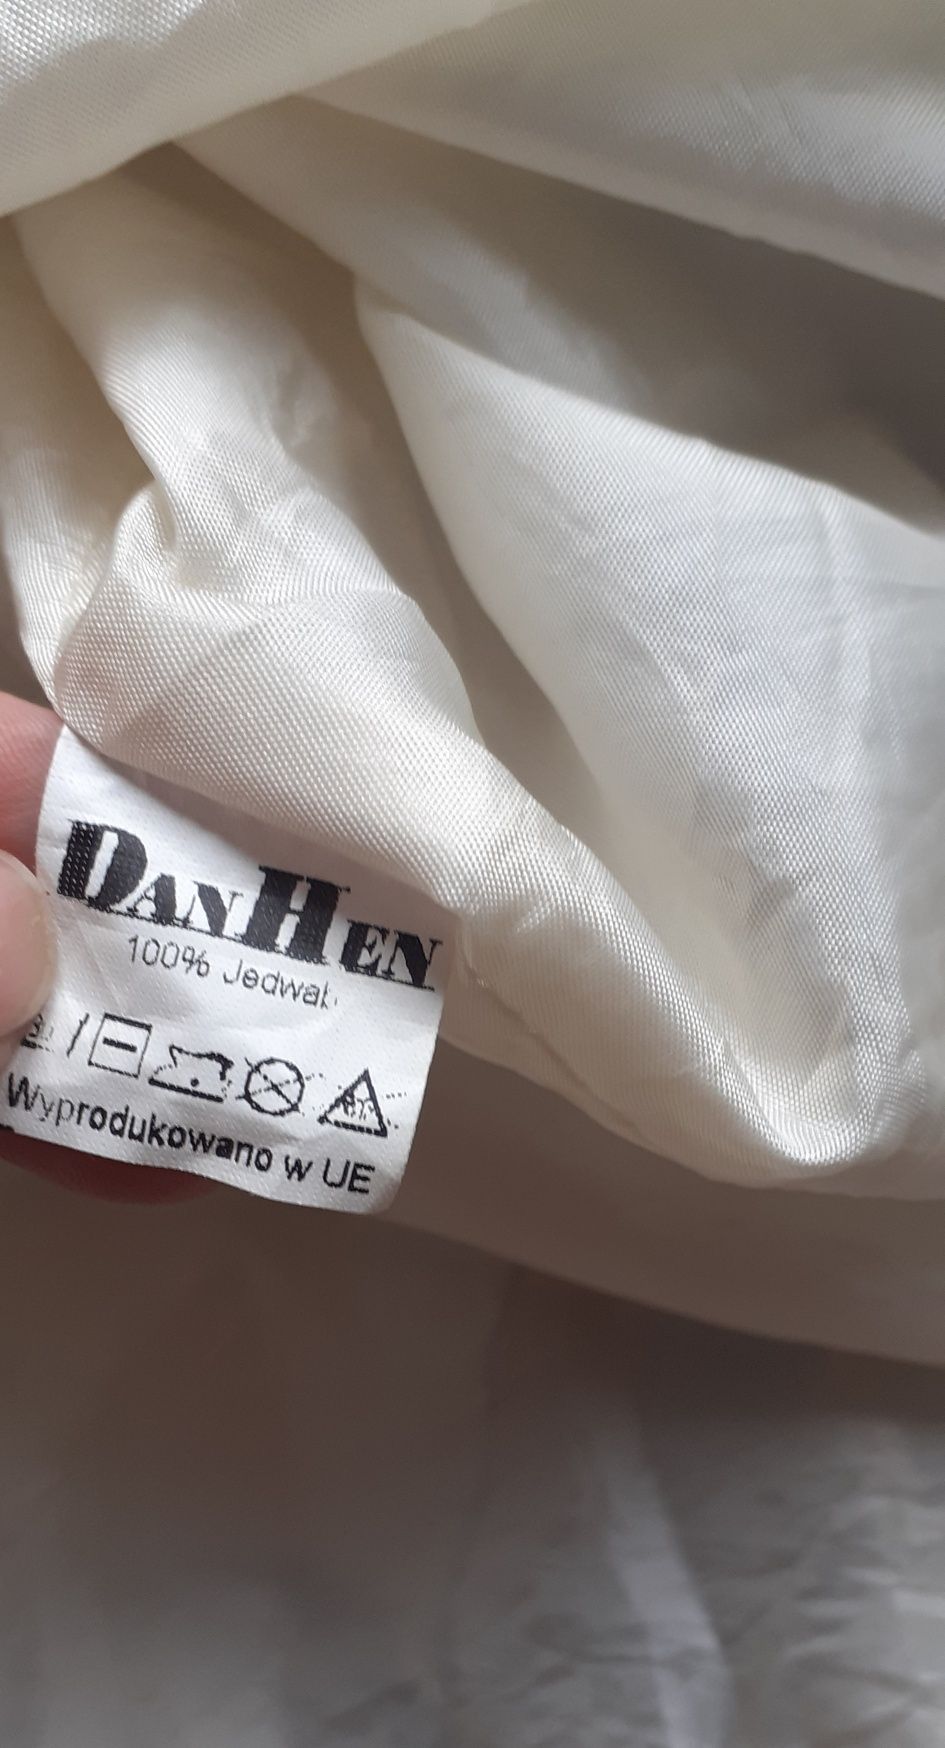 DANHEN
100% Jedwab
Wyprodukowano w UE